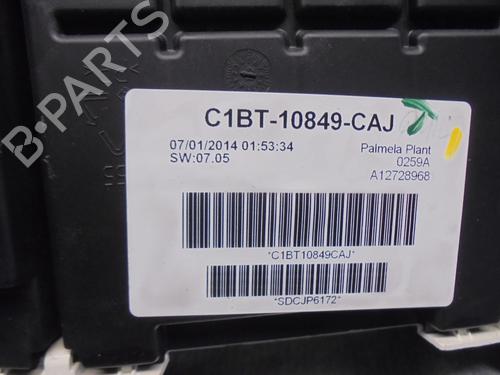 B-PARTS
C1BT-10849-CAJ
07/01/2014 01:53:34
SW:07.05
Palmela Plant
0259A
A12728968
*C1BT10849CAJ*
*SDCJP6172*